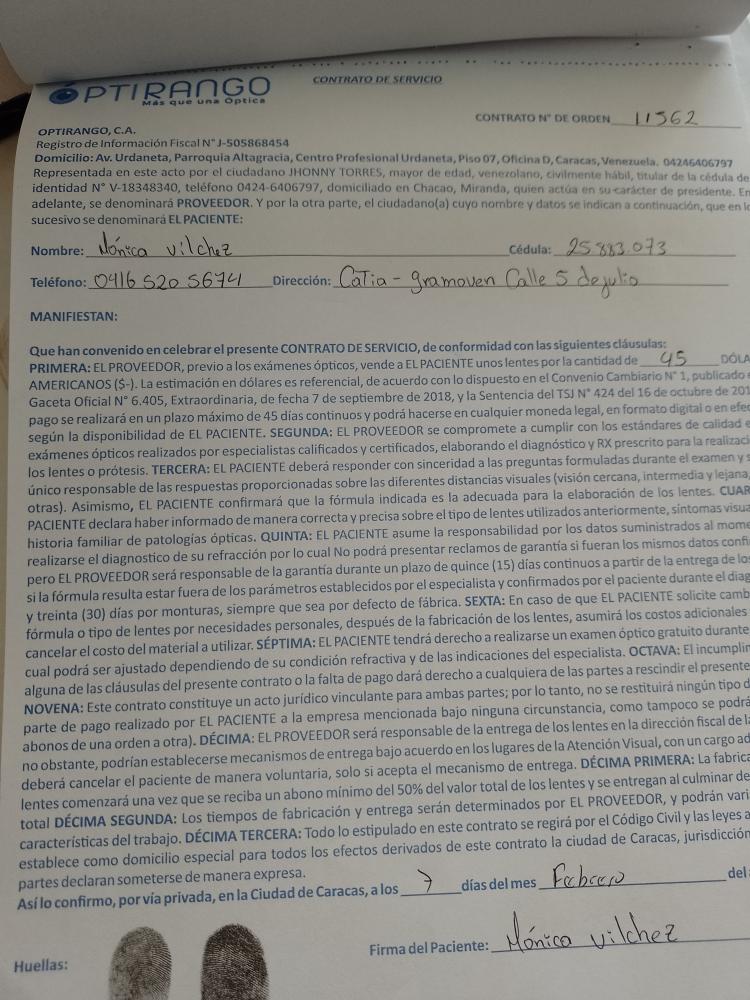 OPTIRANGO
Más que una Óptica
CONTRATO DE SERVICIO
CONTRATO N° DE ORDEN 11562
OPTIRANGO, C.A.
Registro de Información Fiscal N° J-505868454
Domicilio: Av. Urdaneta, Parroquia Altagracia, Centro Profesional Urdaneta, Piso 07, Oficina D, Caracas, Venezuela. 04246406797
Representada en este acto por el ciudadano JHONNY TORRES, mayor de edad, venezolano, civilmente hábil, titular de la cédula de
identidad N° V-18348340, teléfono 0424-6406797, domiciliado en Chacao, Miranda, quien actúa en su carácter de presidente. En
adelante, se denominará PROVEEDOR. Y por la otra parte, el ciudadano(a) cuyo nombre y datos se indican a continuación, que en lo
sucesivo se denominará EL PACIENTE:
Nombre: Mónica Vilchez Cédula: 25883.073
Teléfono: 0416 520 5674 Dirección: Catia - gramoven Calle 5 de julio
MANIFIESTAN:
Que han convenido en celebrar el presente CONTRATO DE SERVICIO, de conformidad con las siguientes cláusulas:
PRIMERA: EL PROVEEDOR, previo a los exámenes ópticos, vende a EL PACIENTE unos lentes por la cantidad de 45 DÓLA
AMERICANOS ($-). La estimación en dólares es referencial, de acuerdo con lo dispuesto en el Convenio Cambiario N° 1, publicado
Gaceta Oficial N° 6.405, Extraordinaria, de fecha 7 de septiembre de 2018, y la Sentencia del TSJ N° 424 del 16 de octubre de 201
pago se realizará en un plazo máximo de 45 días continuos y podrá hacerse en cualquier moneda legal, en formato digital o en efec
según la disponibilidad de EL PACIENTE. SEGUNDA: EL PROVEEDOR se compromete a cumplir con los estándares de calidad e
exámenes ópticos realizados por especialistas calificados y certificados, elaborando el diagnóstico y RX prescrito para la realizaci
los lentes o prótesis. TERCERA: EL PACIENTE deberá responder con sinceridad a las preguntas formuladas durante el examen y s
único responsable de las respuestas proporcionadas sobre las diferentes distancias visuales (visión cercana, intermedia y lejana,
otras). Asimismo, EL PACIENTE confirmará que la fórmula indicada es la adecuada para la elaboración de los lentes. CUAR
PACIENTE declara haber informado de manera correcta y precisa sobre el tipo de lentes utilizados anteriormente, síntomas visua
historia familiar de patologías ópticas. QUINTA: EL PACIENTE asume la responsabilidad por los datos suministrados al mome
realizarse el diagnostico de su refracción por lo cual No podrá presentar reclamos de garantía si fueran los mismos datos confi
pero EL PROVEEDOR será responsable de la garantía durante un plazo de quince (15) días continuos a partir de la entrega de los
si la fórmula resulta estar fuera de los parámetros establecidos por el especialista y confirmados por el paciente durante el diag
y treinta (30) días por monturas, siempre que sea por defecto de fábrica. SEXTA: En caso de que EL PACIENTE solicite camb
fórmula o tipo de lentes por necesidades personales, después de la fabricación de los lentes, asumirá los costos adicionales
cancelar el costo del material a utilizar. SÉPTIMA: EL PACIENTE tendrá derecho a realizarse un examen óptico gratuito durante
cual podrá ser ajustado dependiendo de su condición refractiva y de las indicaciones del especialista. OCTAVA: El incumplin
alguna de las cláusulas del presente contrato o la falta de pago dará derecho a cualquiera de las partes a rescindir el presente
NOVENA: Este contrato constituye un acto jurídico vinculante para ambas partes; por lo tanto, no se restituirá ningún tipo d
parte de pago realizado por EL PACIENTE a la empresa mencionada bajo ninguna circunstancia, como tampoco se podrá
abonos de una orden a otra). DÉCIMA: EL PROVEEDOR será responsable de la entrega de los lentes en la dirección fiscal de la
no obstante, podrían establecerse mecanismos de entrega bajo acuerdo en los lugares de la Atención Visual, con un cargo ad
deberá cancelar el paciente de manera voluntaria, solo si acepta el mecanismo de entrega. DÉCIMA PRIMERA: La fabrica
lentes comenzará una vez que se reciba un abono mínimo del 50% del valor total de los lentes y se entregan al culminar de
total DÉCIMA SEGUNDA: Los tiempos de fabricación y entrega serán determinados por EL PROVEEDOR, y podrán vari
características del trabajo. DÉCIMA TERCERA: Todo lo estipulado en este contrato se regirá por el Código Civil y las leyes a
establece como domicilio especial para todos los efectos derivados de este contrato la ciudad de Caracas, jurisdicción
partes declaran someterse de manera expresa.
Así lo confirmo, por vía privada, en la Ciudad de Caracas, a los 7 días del mes Febrero del
Huellas: Firma del Paciente: Mónica Vilchez